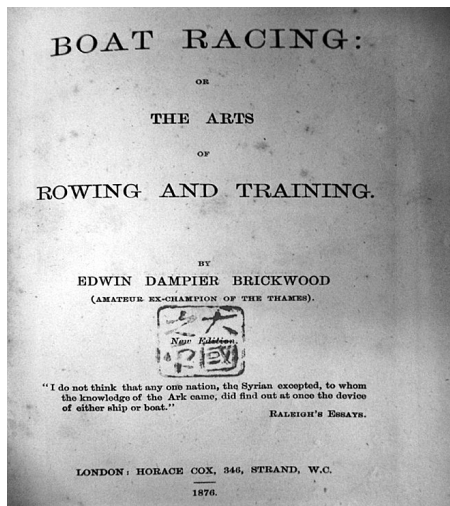 BOAT RACING:
OR
THE ARTS
OF
ROWING AND TRAINING.
BY
EDWIN DAMPIER BRICKWOOD
(AMATEUR EX-CHAMPION OF THE THAMES).
New Edition.
"I do not think that any one nation, the Syrian excepted, to whom
the knowledge of the Ark came, did find out at once the device
of either ship or boat."
RALEIGH'S ESSAYS.
LONDON: HORACE COX, 346, STRAND, W.C.
1876.